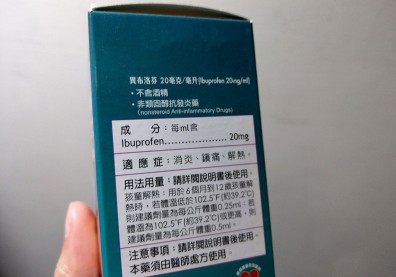 異布洛芬 20毫克/毫升(Ibuprofen 20mg/ml)
• 不含酒精
• 非類固醇抗發炎藥
(nonsteroid Anti-inflammatory Drugs)
成 分：每ml含
Ibuprofen.................... 20mg
適應症：消炎、鎮痛、解熱。
用法用量：請詳閱說明書後使用。
孩童解熱：用於6個月到12歲孩童解
熱時，若體溫低於102.5°F(約39.2℃)
則建議劑量為每公斤體重0.25ml；若
體溫為102.5°F(約39.2℃)或更高，則
建議劑量為每公斤體重0.5ml。
注意事項：請詳閱說明書後使用。
本藥須由醫師處方使用。